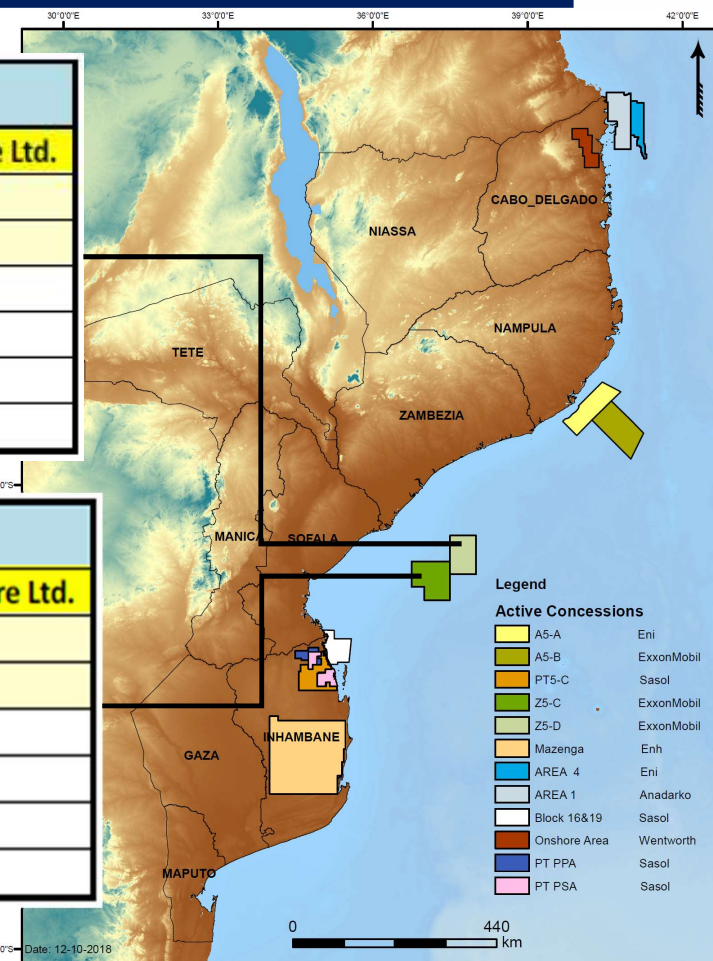 30°0'0"E 33°0'0"E 36°0'0"E 39°0'0"E 42°0'0"E
Ltd.
CABO_DELGADO
NIASSA
NAMPULA
TETE
ZAMBEZIA
0"S
MANICA SOFALA
Ltd.
INHAMBANE
GAZA
MAPUTO
Legend
Active Concessions
A5-A Eni
A5-B ExxonMobil
PT5-C Sasol
Z5-C ExxonMobil
Z5-D ExxonMobil
Mazenga Enh
AREA 4 Eni
AREA 1 Anadarko
Block 16&19 Sasol
Onshore Area Wentworth
PT PPA Sasol
PT PSA Sasol
0 440
km
0"S
Date: 12-10-2018